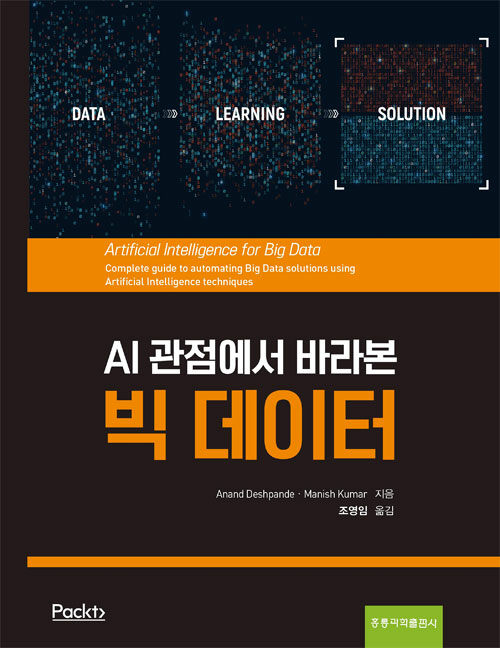 DATA »» LEARNING »» SOLUTION
Artificial Intelligence for Big Data
Complete guide to automating Big Data solutions using
Artificial Intelligence techniques
AI 관점에서 바라본
빅 데이터
Anand Deshpande · Manish Kumar 지음
조영임 옮김
Packt>
홍릉과학출판사